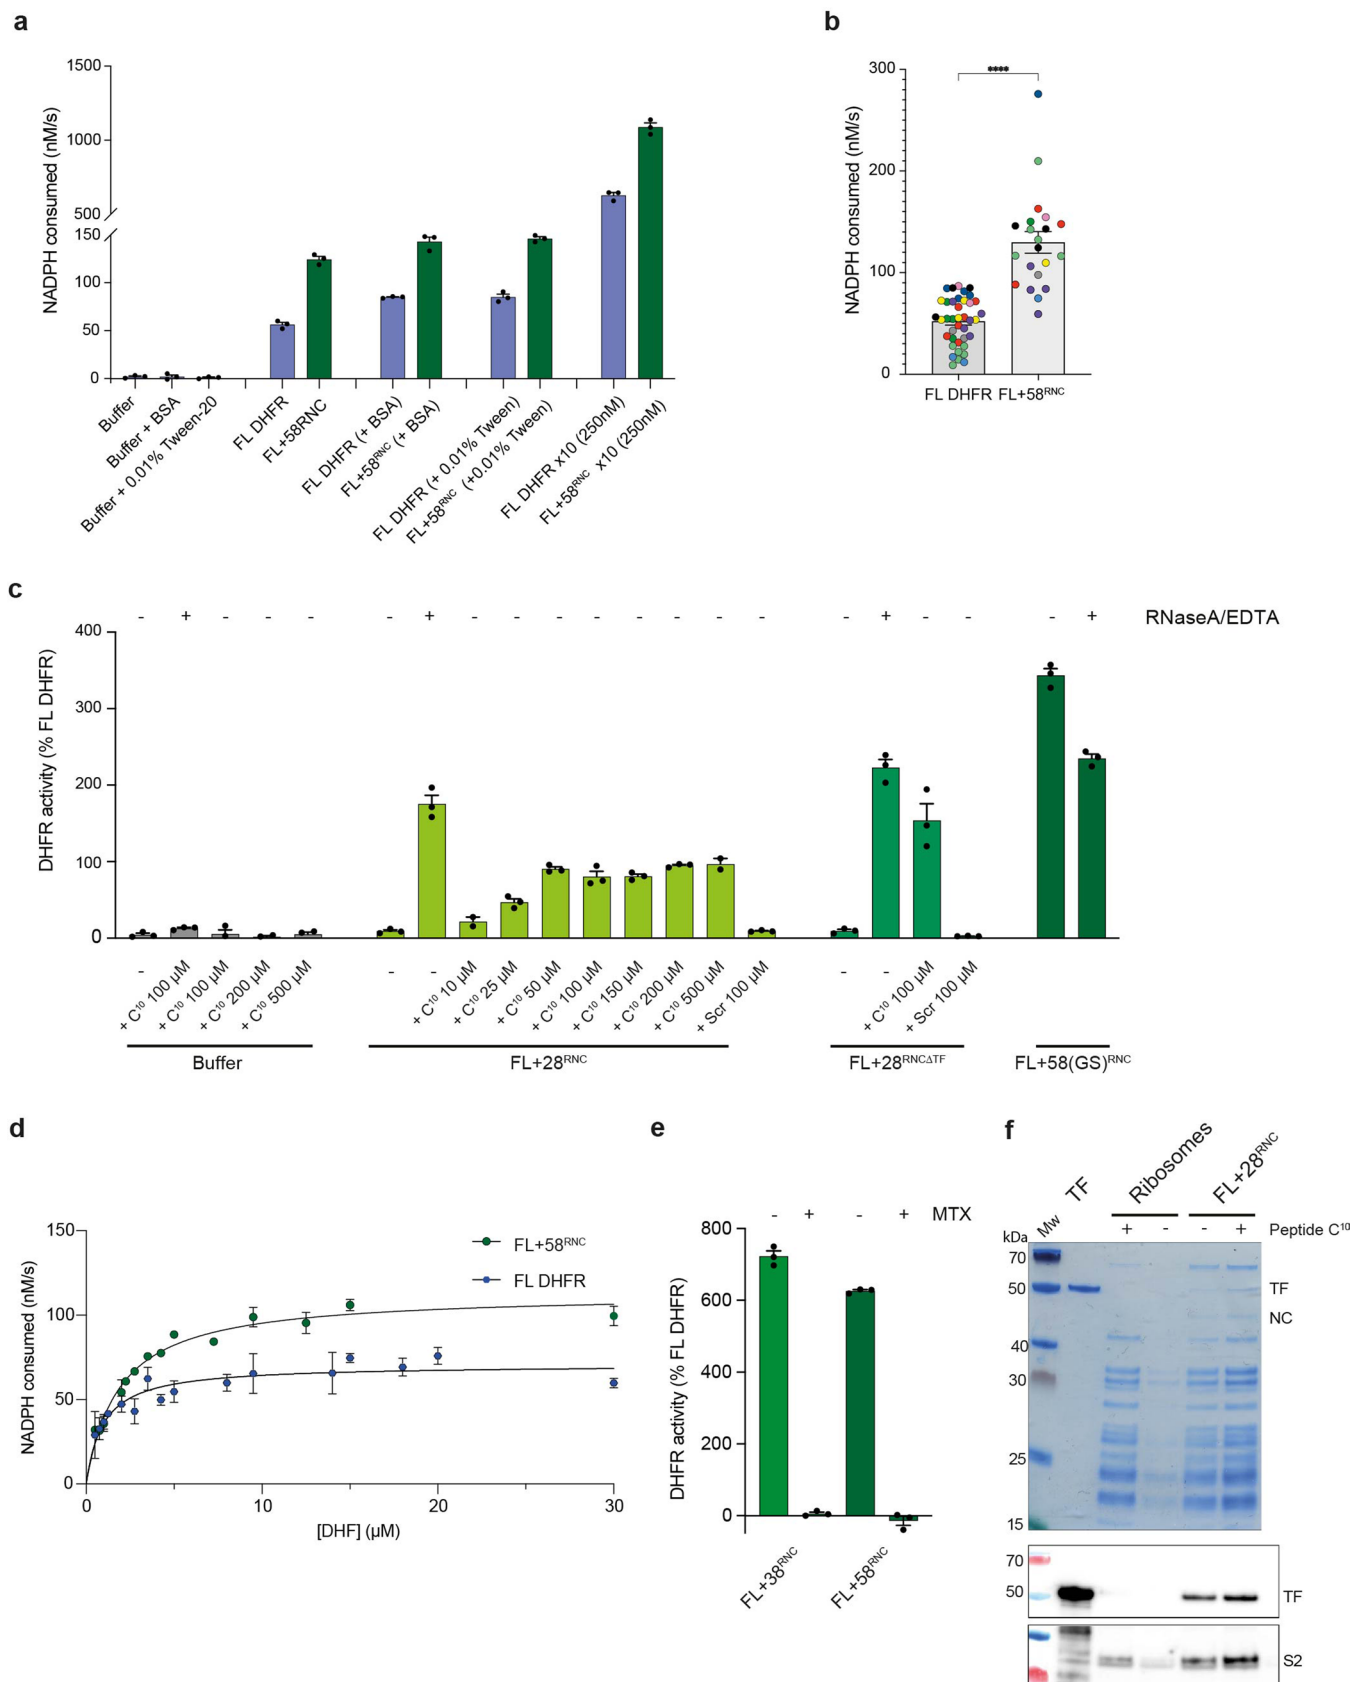 a
NADPH consumed (nM/s)
1500
1000
500
150
100
50
0
Buffer
Buffer + BSA
Buffer + 0.01% Tween-20
FL DHFR
FL+58RNC
FL DHFR (+ BSA)
FL+58RNC (+ BSA)
FL DHFR (+ 0.01% Tween)
FL+58RNC (+0.01% Tween)
FL DHFR x10 (250nM)
FL+58RNC x10 (250nM)
b
NADPH consumed (nM/s)
300
200
100
0
****
FL DHFR FL+58RNC
c
- + - - - - + - - - - - - - - - + - - - + RNaseA/EDTA
DHFR activity (% FL DHFR)
400
300
200
100
0
-
+ C10 100 µM
+ C10 100 µM
+ C10 200 µM
+ C10 500 µM
-
-
+ C10 10 µM
+ C10 25 µM
+ C10 50 µM
+ C10 100 µM
+ C10 150 µM
+ C10 200 µM
+ C10 500 µM
+ Scr 100 µM
-
-
+ C10 100 µM
+ Scr 100 µM
Buffer
FL+28RNC
FL+28RNCΔTF
FL+58(GS)RNC
d
NADPH consumed (nM/s)
150
100
50
0
FL+58RNC
FL DHFR
0 10 20 30
[DHF] (µM)
e
- + - + MTX
DHFR activity (% FL DHFR)
800
600
400
200
0
FL+38RNC
FL+58RNC
f
Mw
TF
Ribosomes
FL+28RNC
+ - - + Peptide C10
kDa
70
50
40
30
25
15
TF
NC
70
50
TF
S2